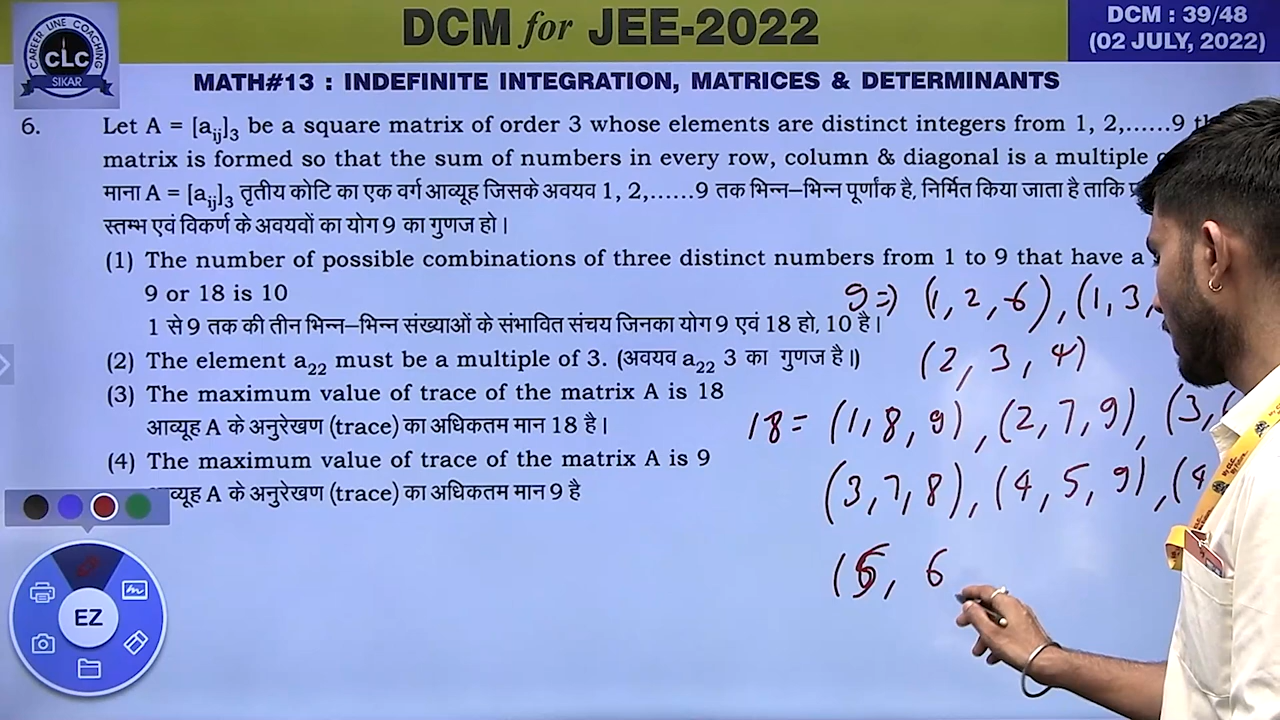 CAREER LINE COACHING
CLC
SIKAR
DCM for JEE-2022
DCM : 39/48
(02 JULY, 2022)
MATH#13 : INDEFINITE INTEGRATION, MATRICES & DETERMINANTS
6. Let A = [aij]3 be a square matrix of order 3 whose elements are distinct integers from 1, 2,......9
matrix is formed so that the sum of numbers in every row, column & diagonal is a multiple
माना A = [aij]3 तृतीय कोटि का एक वर्ग आव्यूह जिसके अवयव 1, 2,......9 तक भिन्न–भिन्न पूर्णांक है, निर्मित किया जाता है ताकि
स्तम्भ एवं विकर्ण के अवयवों का योग 9 का गुणज हो।
(1) The number of possible combinations of three distinct numbers from 1 to 9 that have a
9 or 18 is 10
9 => (1, 2, 6), (1, 3,
1 से 9 तक की तीन भिन्न–भिन्न संख्याओं के संभावित संचय जिनका योग 9 एवं 18 हो, 10 है।
(2) The element a22 must be a multiple of 3. (अवयव a22 3 का गुणज है।)
(2, 3, 4)
(3) The maximum value of trace of the matrix A is 18
आव्यूह A के अनुरेखण (trace) का अधिकतम मान 18 है।
18 = (1, 8, 9), (2, 7, 9), (3,
(4) The maximum value of trace of the matrix A is 9
आव्यूह A के अनुरेखण (trace) का अधिकतम मान 9 है
(3, 7, 8), (4, 5, 9), (4
(5, 6
EZ